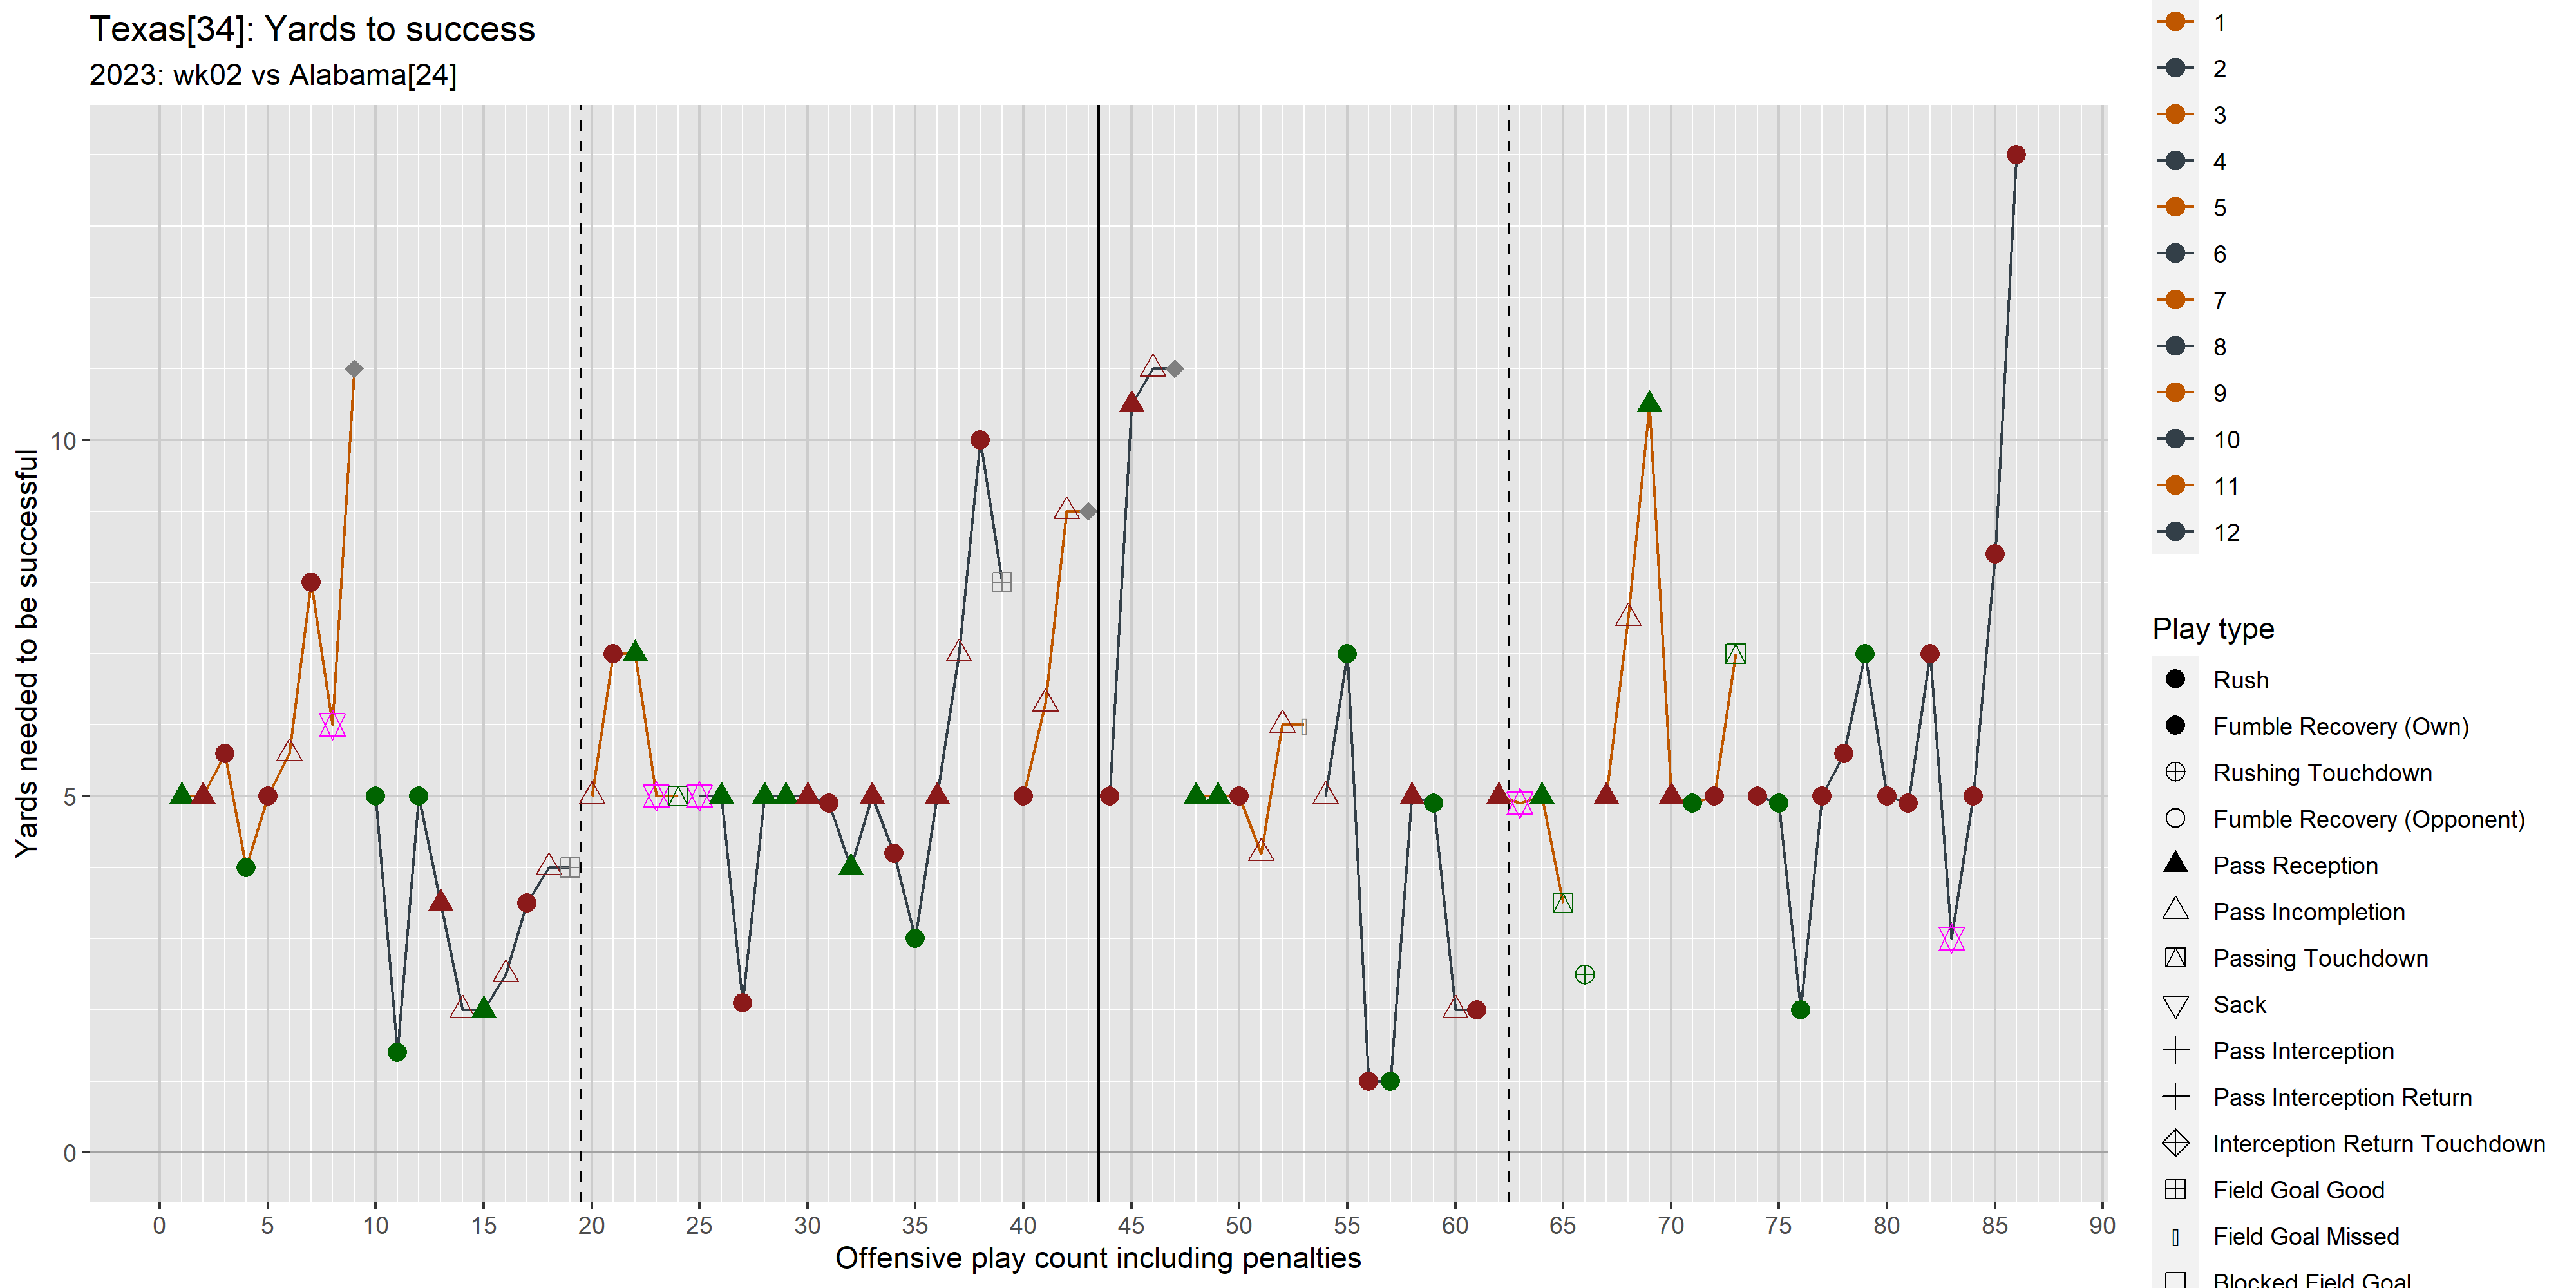 Texas[34]: Yards to success
2023: wk02 vs Alabama[24]
Yards needed to be successful
10
5
0
0 5 10 15 20 25 30 35 40 45 50 55 60 65 70 75 80 85 90
Offensive play count including penalties
1
2
3
4
5
6
7
8
9
10
11
12
Play type
Rush
Fumble Recovery (Own)
Rushing Touchdown
Fumble Recovery (Opponent)
Pass Reception
Pass Incompletion
Passing Touchdown
Sack
Pass Interception
Pass Interception Return
Interception Return Touchdown
Field Goal Good
Field Goal Missed
Blocked Field Goal